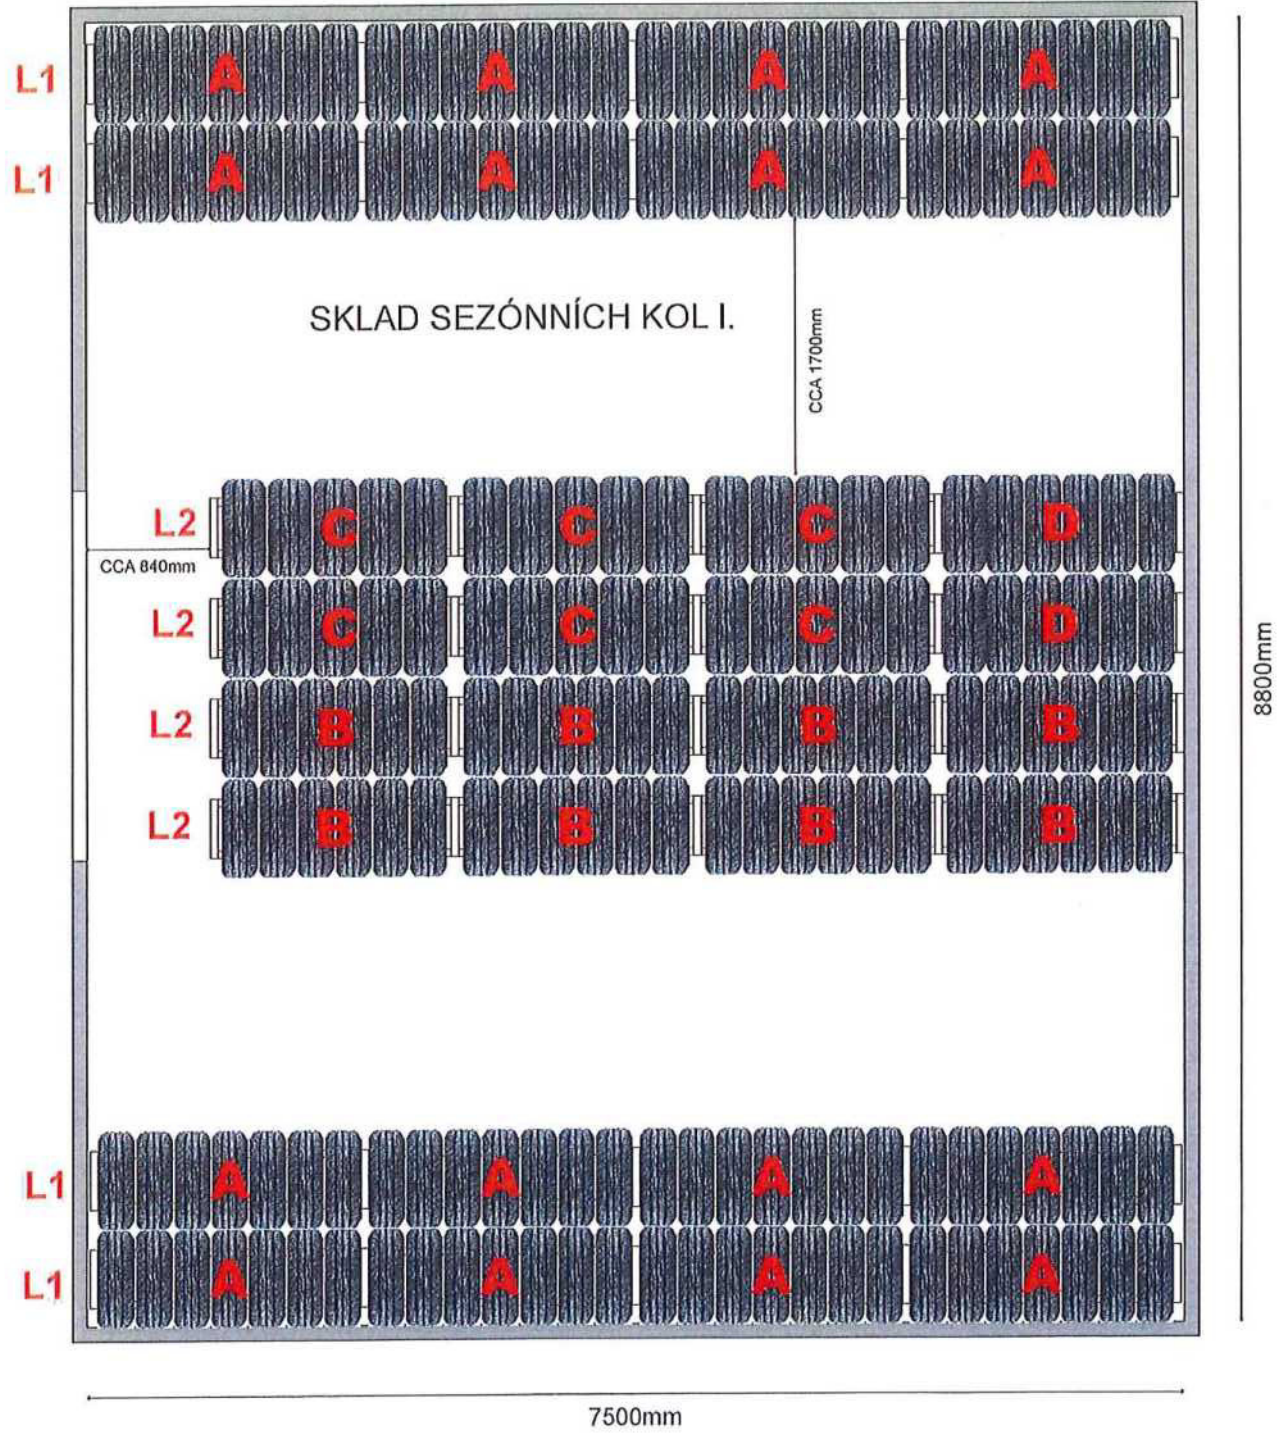 L1 A A A A
L1 A A A A
SKLAD SEZÓNNÍCH KOL I.
CCA 1700mm
L2 C C C D
CCA 840mm
L2 C C C D
L2 B B B B
L2 B B B B
8800mm
L1 A A A A
L1 A A A A
7500mm